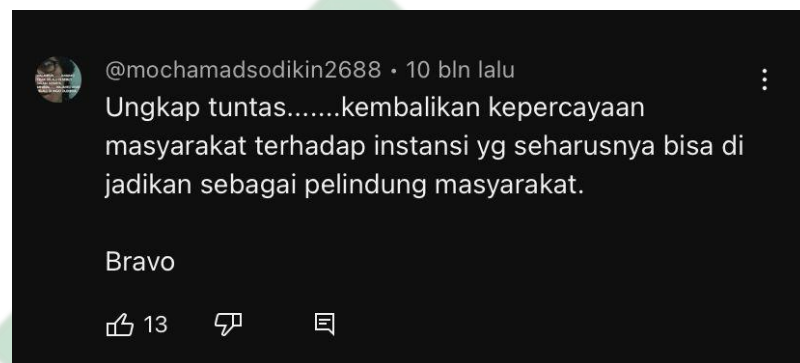 @mochamadsodikin2688 • 10 bln lalu
Ungkap tuntas.......kembalikan kepercayaan
masyarakat terhadap instansi yg seharusnya bisa di
jadikan sebagai pelindung masyarakat.
Bravo
13